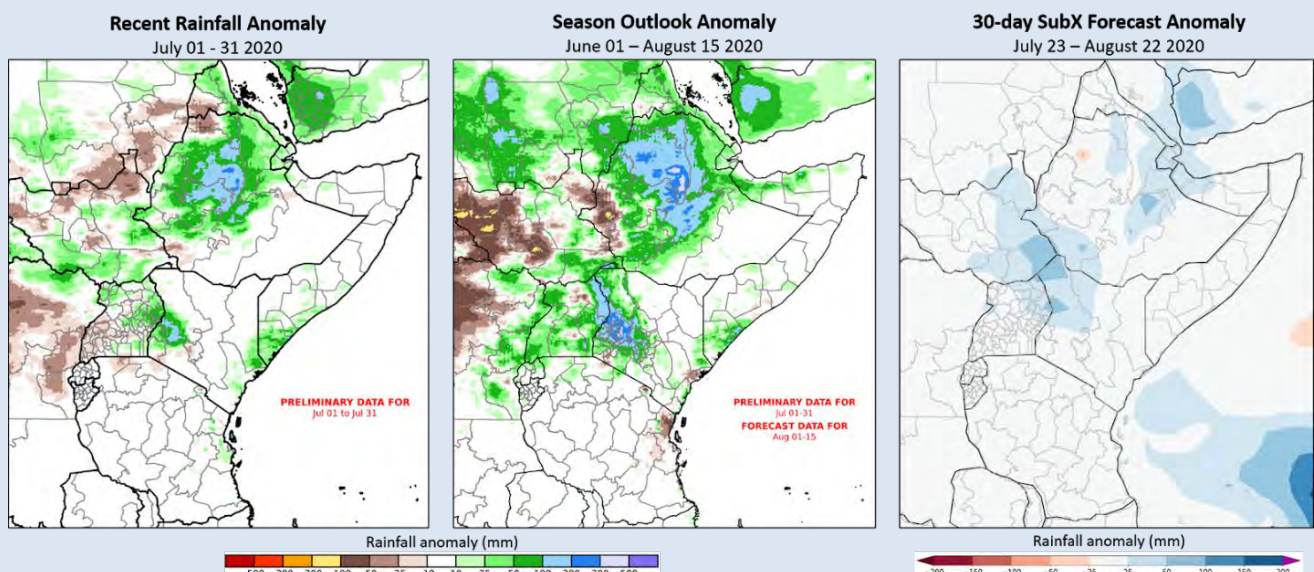 Recent Rainfall Anomaly
July 01 - 31 2020
PRELIMINARY DATA FOR
Jul 01 to Jul 31
Season Outlook Anomaly
June 01 – August 15 2020
PRELIMINARY DATA FOR
Jul 01-31
FORECAST DATA FOR
Aug 01-15
30-day SubX Forecast Anomaly
July 23 – August 22 2020
Rainfall anomaly (mm)
Rainfall anomaly (mm)